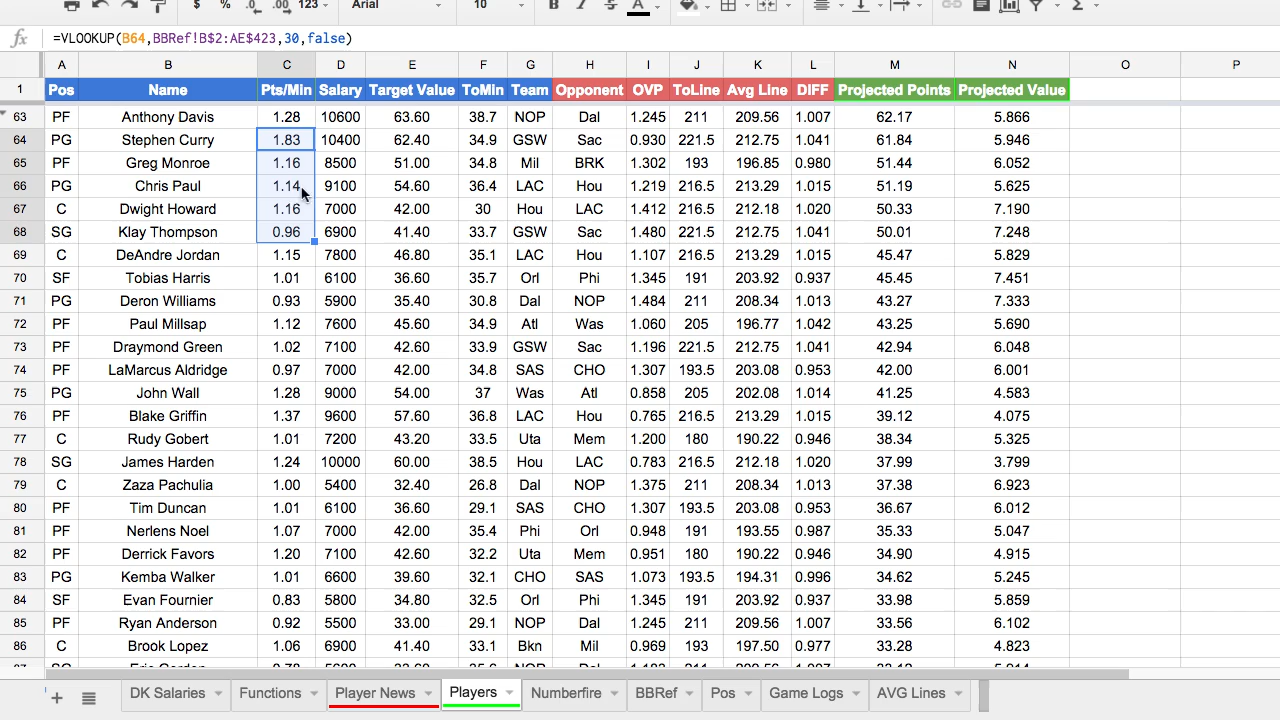 $ % .0 .00 123 Arial 10 B I S A Σ
fx =VLOOKUP(B64,BBRef!B$2:AE$423,30,false)
A B C D E F G H I J K L M N O P
1 Pos Name Pts/Min Salary Target Value ToMin Team Opponent OVP ToLine Avg Line DIFF Projected Points Projected Value
63 PF Anthony Davis 1.28 10600 63.60 38.7 NOP Dal 1.245 211 209.56 1.007 62.17 5.866
64 PG Stephen Curry 1.83 10400 62.40 34.9 GSW Sac 0.930 221.5 212.75 1.041 61.84 5.946
65 PF Greg Monroe 1.16 8500 51.00 34.8 Mil BRK 1.302 193 196.85 0.980 51.44 6.052
66 PG Chris Paul 1.14 9100 54.60 36.4 LAC Hou 1.219 216.5 213.29 1.015 51.19 5.625
67 C Dwight Howard 1.16 7000 42.00 30 Hou LAC 1.412 216.5 212.18 1.020 50.33 7.190
68 SG Klay Thompson 0.96 6900 41.40 33.7 GSW Sac 1.480 221.5 212.75 1.041 50.01 7.248
69 C DeAndre Jordan 1.15 7800 46.80 35.1 LAC Hou 1.107 216.5 213.29 1.015 45.47 5.829
70 SF Tobias Harris 1.01 6100 36.60 35.7 Orl Phi 1.345 191 203.92 0.937 45.45 7.451
71 PG Deron Williams 0.93 5900 35.40 30.8 Dal NOP 1.484 211 208.34 1.013 43.27 7.333
72 PF Paul Millsap 1.12 7600 45.60 34.9 Atl Was 1.060 205 196.77 1.042 43.25 5.690
73 PF Draymond Green 1.02 7100 42.60 33.9 GSW Sac 1.196 221.5 212.75 1.041 42.94 6.048
74 PF LaMarcus Aldridge 0.97 7000 42.00 34.8 SAS CHO 1.307 193.5 203.08 0.953 42.00 6.001
75 PG John Wall 1.28 9000 54.00 37 Was Atl 0.858 205 202.08 1.014 41.25 4.583
76 PF Blake Griffin 1.37 9600 57.60 36.8 LAC Hou 0.765 216.5 213.29 1.015 39.12 4.075
77 C Rudy Gobert 1.01 7200 43.20 33.5 Uta Mem 1.200 180 190.22 0.946 38.34 5.325
78 SG James Harden 1.24 10000 60.00 38.5 Hou LAC 0.783 216.5 212.18 1.020 37.99 3.799
79 C Zaza Pachulia 1.00 5400 32.40 26.8 Dal NOP 1.375 211 208.34 1.013 37.38 6.923
80 PF Tim Duncan 1.01 6100 36.60 29.1 SAS CHO 1.307 193.5 203.08 0.953 36.67 6.012
81 PF Nerlens Noel 1.07 7000 42.00 35.4 Phi Orl 0.948 191 193.55 0.987 35.33 5.047
82 PF Derrick Favors 1.20 7100 42.60 32.2 Uta Mem 0.951 180 190.22 0.946 34.90 4.915
83 PG Kemba Walker 1.01 6600 39.60 32.1 CHO SAS 1.073 193.5 194.31 0.996 34.62 5.245
84 SF Evan Fournier 0.83 5800 34.80 32.5 Orl Phi 1.345 191 203.92 0.937 33.98 5.859
85 PF Ryan Anderson 0.92 5500 33.00 29.1 NOP Dal 1.245 211 209.56 1.007 33.56 6.102
86 C Brook Lopez 1.06 6900 41.40 33.1 Bkn Mil 0.969 193 197.50 0.977 33.28 4.823
+ DK Salaries Functions Player News Players Numberfire BBRef Pos Game Logs AVG Lines